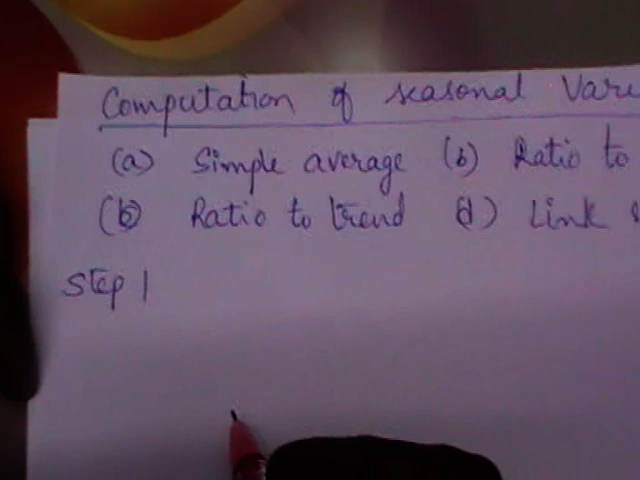 Computation of seasonal Vari
(a) Simple average (b) Ratio to
(b) Ratio to trend (d) Link
Step 1